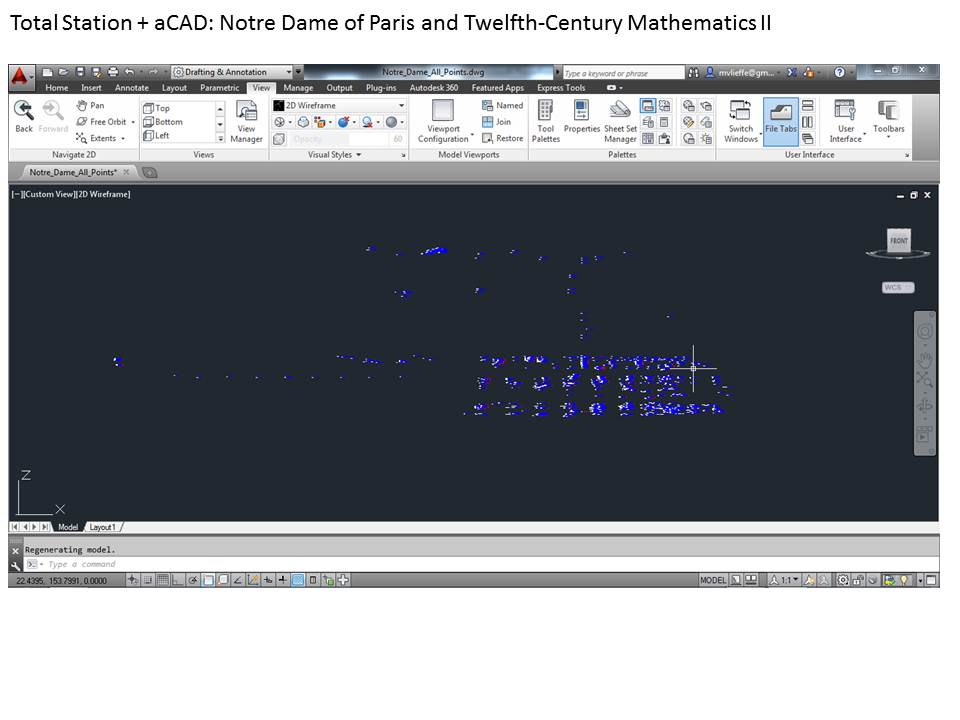 Total Station + aCAD: Notre Dame of Paris and Twelfth-Century Mathematics II
Drafting & Annotation
Notre_Dame_All_Points.dwg
Type a keyword or phrase
mvlieffe@gm...
Home Insert Annotate Layout Parametric View Manage Output Plug-ins Autodesk 360 Featured Apps Express Tools
Back Forward
Pan
Free Orbit
Extents
Navigate 2D
Top
Bottom
Left
View Manager
Views
2D Wireframe
Opacity 60
Visual Styles
Viewport Configuration
Named
Join
Restore
Model Viewports
Tool Palettes
Properties
Sheet Set Manager
Palettes
Switch Windows
File Tabs
User Interface
Toolbars
User Interface
Notre_Dame_All_Points*
[−][Custom View][2D Wireframe]
FRONT
WCS
Z
X
Model Layout1
Regenerating model.
Type a command
22.4395, 153.7991, 0.0000
MODEL
1:1